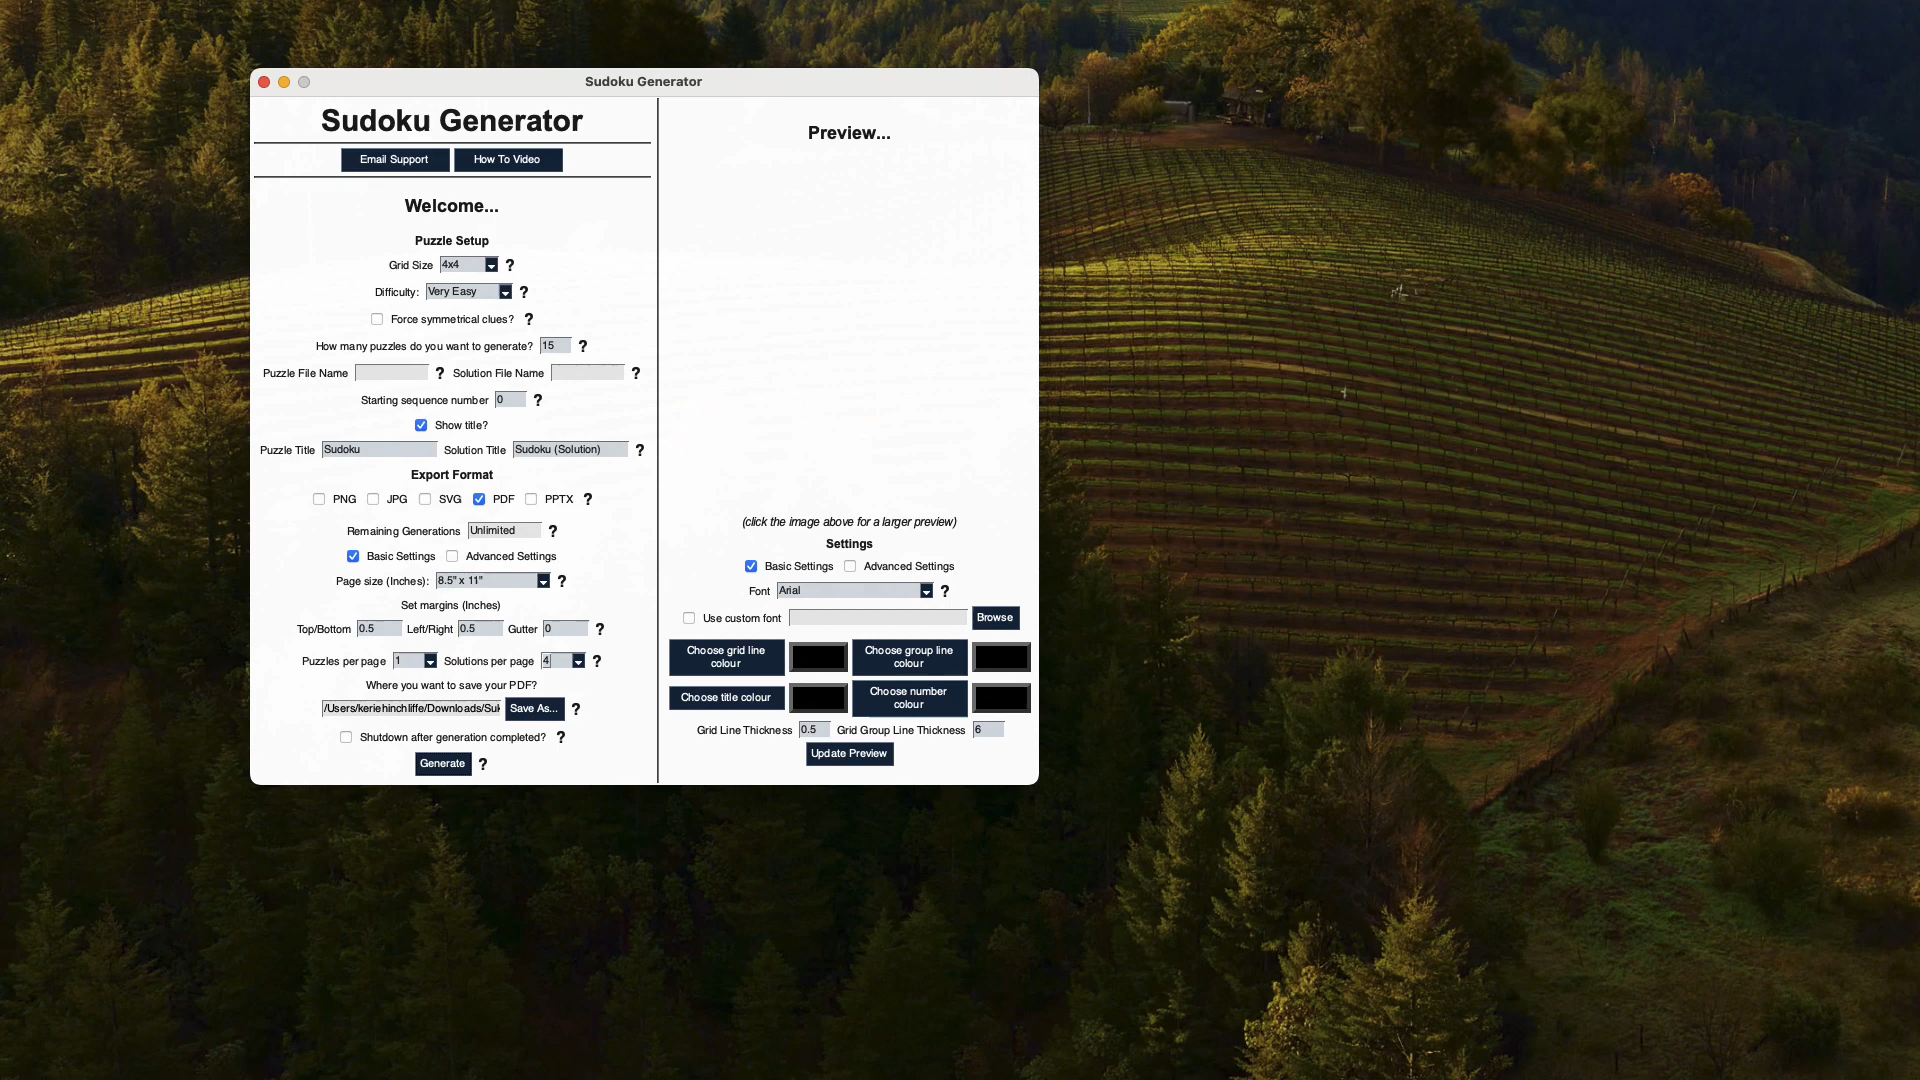 Sudoku Generator
Sudoku Generator
Email Support How To Video
Welcome...
Puzzle Setup
Grid Size 4x4 ?
Difficulty: Very Easy ?
Force symmetrical clues? ?
How many puzzles do you want to generate? 15 ?
Puzzle File Name ? Solution File Name ?
Starting sequence number 0 ?
Show title?
Puzzle Title Sudoku Solution Title Sudoku (Solution) ?
Export Format
PNG JPG SVG PDF PPTX ?
Remaining Generations Unlimited ?
Basic Settings Advanced Settings
Page size (Inches): 8.5" x 11" ?
Set margins (Inches)
Top/Bottom 0.5 Left/Right 0.5 Gutter 0 ?
Puzzles per page 1 Solutions per page 4 ?
Where you want to save your PDF?
/Users/keriehinchliffe/Downloads/Suk Save As... ?
Shutdown after generation completed? ?
Generate ?
Preview...
(click the image above for a larger preview)
Settings
Basic Settings Advanced Settings
Font Arial ?
Use custom font Browse
Choose grid line colour
Choose group line colour
Choose title colour
Choose number colour
Grid Line Thickness 0.5 Grid Group Line Thickness 6
Update Preview